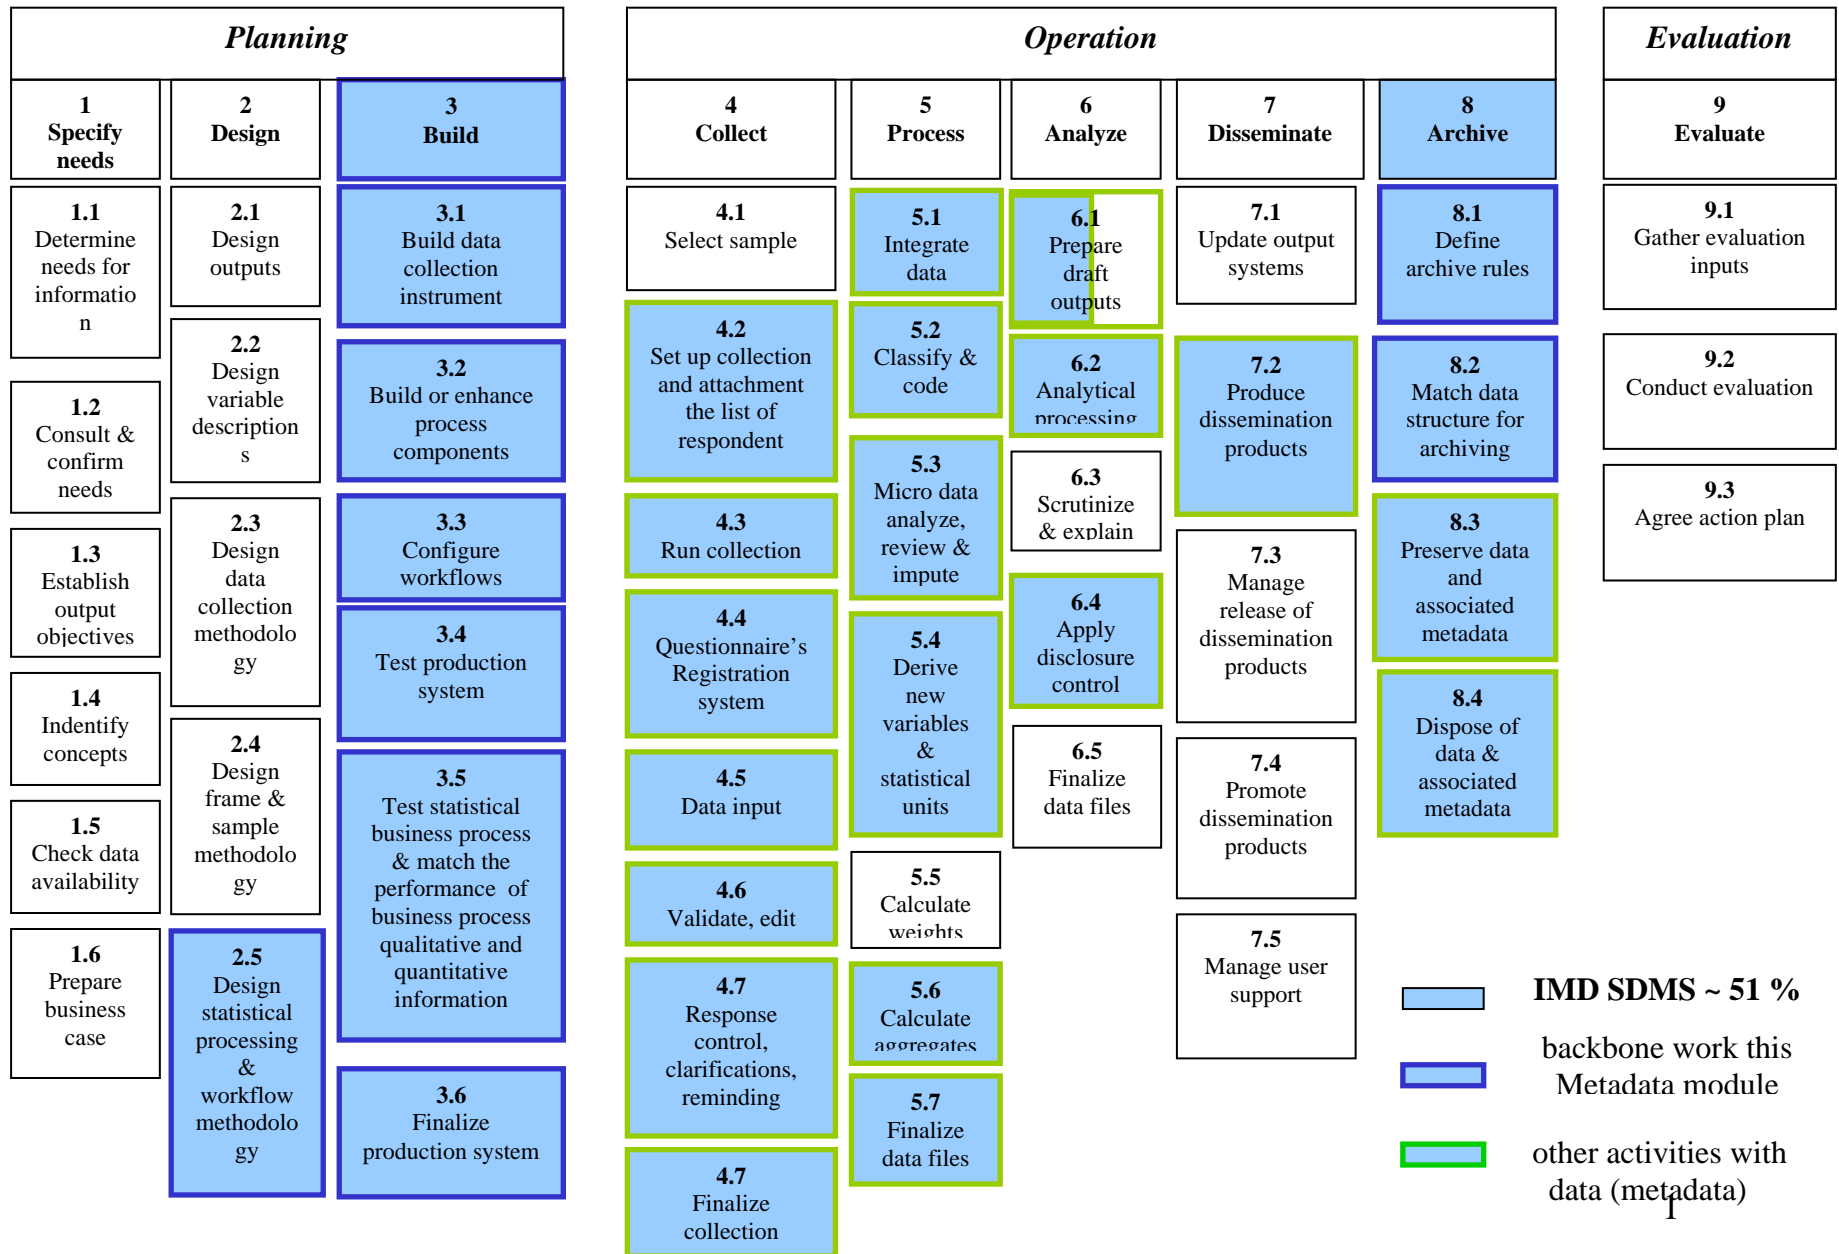 Planning
Operation
Evaluation
1
Specify
needs
2
Design
3
Build
4
Collect
5
Process
6
Analyze
7
Disseminate
8
Archive
9
Evaluate
1.1
Determine
needs for
informatio
n
1.2
Consult &
confirm
needs
1.3
Establish
output
objectives
1.4
Indentify
concepts
1.5
Check data
availability
1.6
Prepare
business
case
2.1
Design
outputs
2.2
Design
variable
description
s
2.3
Design
data
collection
methodolo
gy
2.4
Design
frame &
sample
methodolo
gy
2.5
Design
statistical
processing
&
workflow
methodolo
gy
3.1
Build data
collection
instrument
3.2
Build or enhance
process
components
3.3
Configure
workflows
3.4
Test production
system
3.5
Test statistical
business process
& match the
performance of
business process
qualitative and
quantitative
information
3.6
Finalize
production system
4.1
Select sample
4.2
Set up collection
and attachment
the list of
respondent
4.3
Run collection
4.4
Questionnaire’s
Registration
system
4.5
Data input
4.6
Validate, edit
4.7
Response
control,
clarifications,
reminding
4.7
Finalize
collection
5.1
Integrate
data
5.2
Classify &
code
5.3
Micro data
analyze,
review &
impute
5.4
Derive
new
variables
&
statistical
units
5.5
Calculate
weights
5.6
Calculate
aggregates
5.7
Finalize
data files
6.1
Prepare
draft
outputs
6.2
Analytical
processing
6.3
Scrutinize
& explain
6.4
Apply
disclosure
control
6.5
Finalize
data files
7.1
Update output
systems
7.2
Produce
dissemination
products
7.3
Manage
release of
dissemination
products
7.4
Promote
dissemination
products
7.5
Manage user
support
8.1
Define
archive rules
8.2
Match data
structure for
archiving
8.3
Preserve data
and
associated
metadata
8.4
Dispose of
data &
associated
metadata
9.1
Gather evaluation
inputs
9.2
Conduct evaluation
9.3
Agree action plan
IMD SDMS ~ 51 %
backbone work this
Metadata module
other activities with
data (metadata)
1